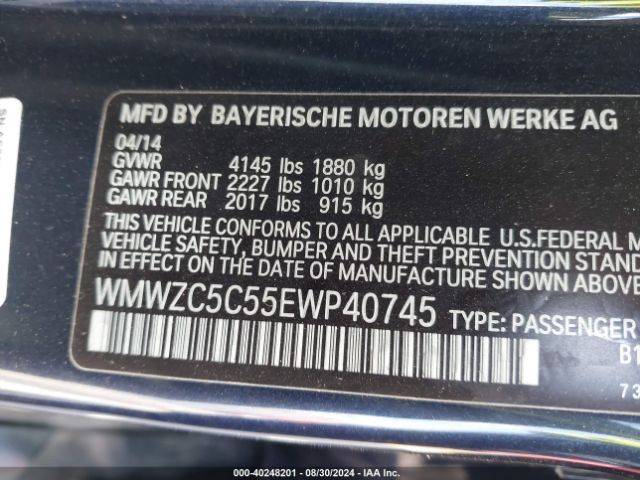 MFD BY BAYERISCHE MOTOREN WERKE AG
04/14
GVWR 4145 lbs 1880 kg
GAWR FRONT 2227 lbs 1010 kg
GAWR REAR 2017 lbs 915 kg
THIS VEHICLE CONFORMS TO ALL APPLICABLE U.S.FEDERAL
VEHICLE SAFETY, BUMPER AND THEFT PREVENTION
IN EFFECT ON THE DATE OF MANUFACTURE SHOWN ABOVE
WMWZC5C55EWP40745 TYPE: PASSENGER
B1
73
000-40248201 - 08/30/2024 - IAA Inc.